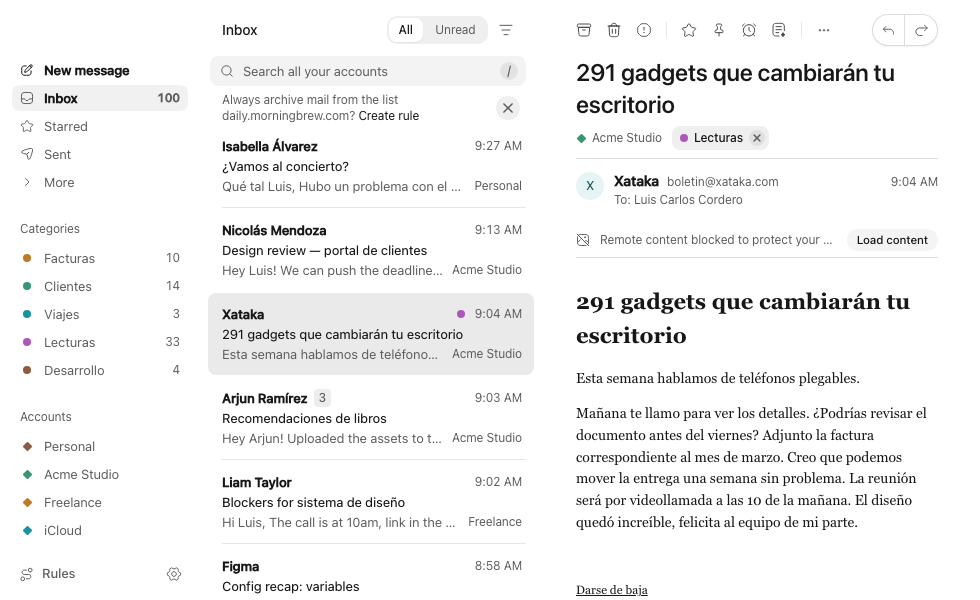 New message
Inbox 100
Starred
Sent
More
Categories
Facturas 10
Clientes 14
Viajes 3
Lecturas 33
Desarrollo 4
Accounts
Personal
Acme Studio
Freelance
iCloud
Rules
Inbox
All Unread
Search all your accounts /
Always archive mail from the list
daily.morningbrew.com? Create rule
Isabella Álvarez 9:27 AM
¿Vamos al concierto?
Qué tal Luis, Hubo un problema con el ... Personal
Nicolás Mendoza 9:13 AM
Design review — portal de clientes
Hey Luis! We can push the deadline... Acme Studio
Xataka 9:04 AM
291 gadgets que cambiarán tu escritorio
Esta semana hablamos de teléfono... Acme Studio
Arjun Ramírez 3 9:03 AM
Recomendaciones de libros
Hey Arjun! Uploaded the assets to t... Acme Studio
Liam Taylor 9:02 AM
Blockers for sistema de diseño
Hi Luis, The call is at 10am, link in the ... Freelance
Figma 8:58 AM
Config recap: variables
291 gadgets que cambiarán tu
escritorio
Acme Studio Lecturas
X
Xataka boletin@xataka.com 9:04 AM
To: Luis Carlos Cordero
Remote content blocked to protect your ... Load content
291 gadgets que cambiarán tu
escritorio
Esta semana hablamos de teléfonos plegables.
Mañana te llamo para ver los detalles. ¿Podrías revisar el
documento antes del viernes? Adjunto la factura
correspondiente al mes de marzo. Creo que podemos
mover la entrega una semana sin problema. La reunión
será por videollamada a las 10 de la mañana. El diseño
quedó increíble, felicita al equipo de mi parte.
Darse de baja